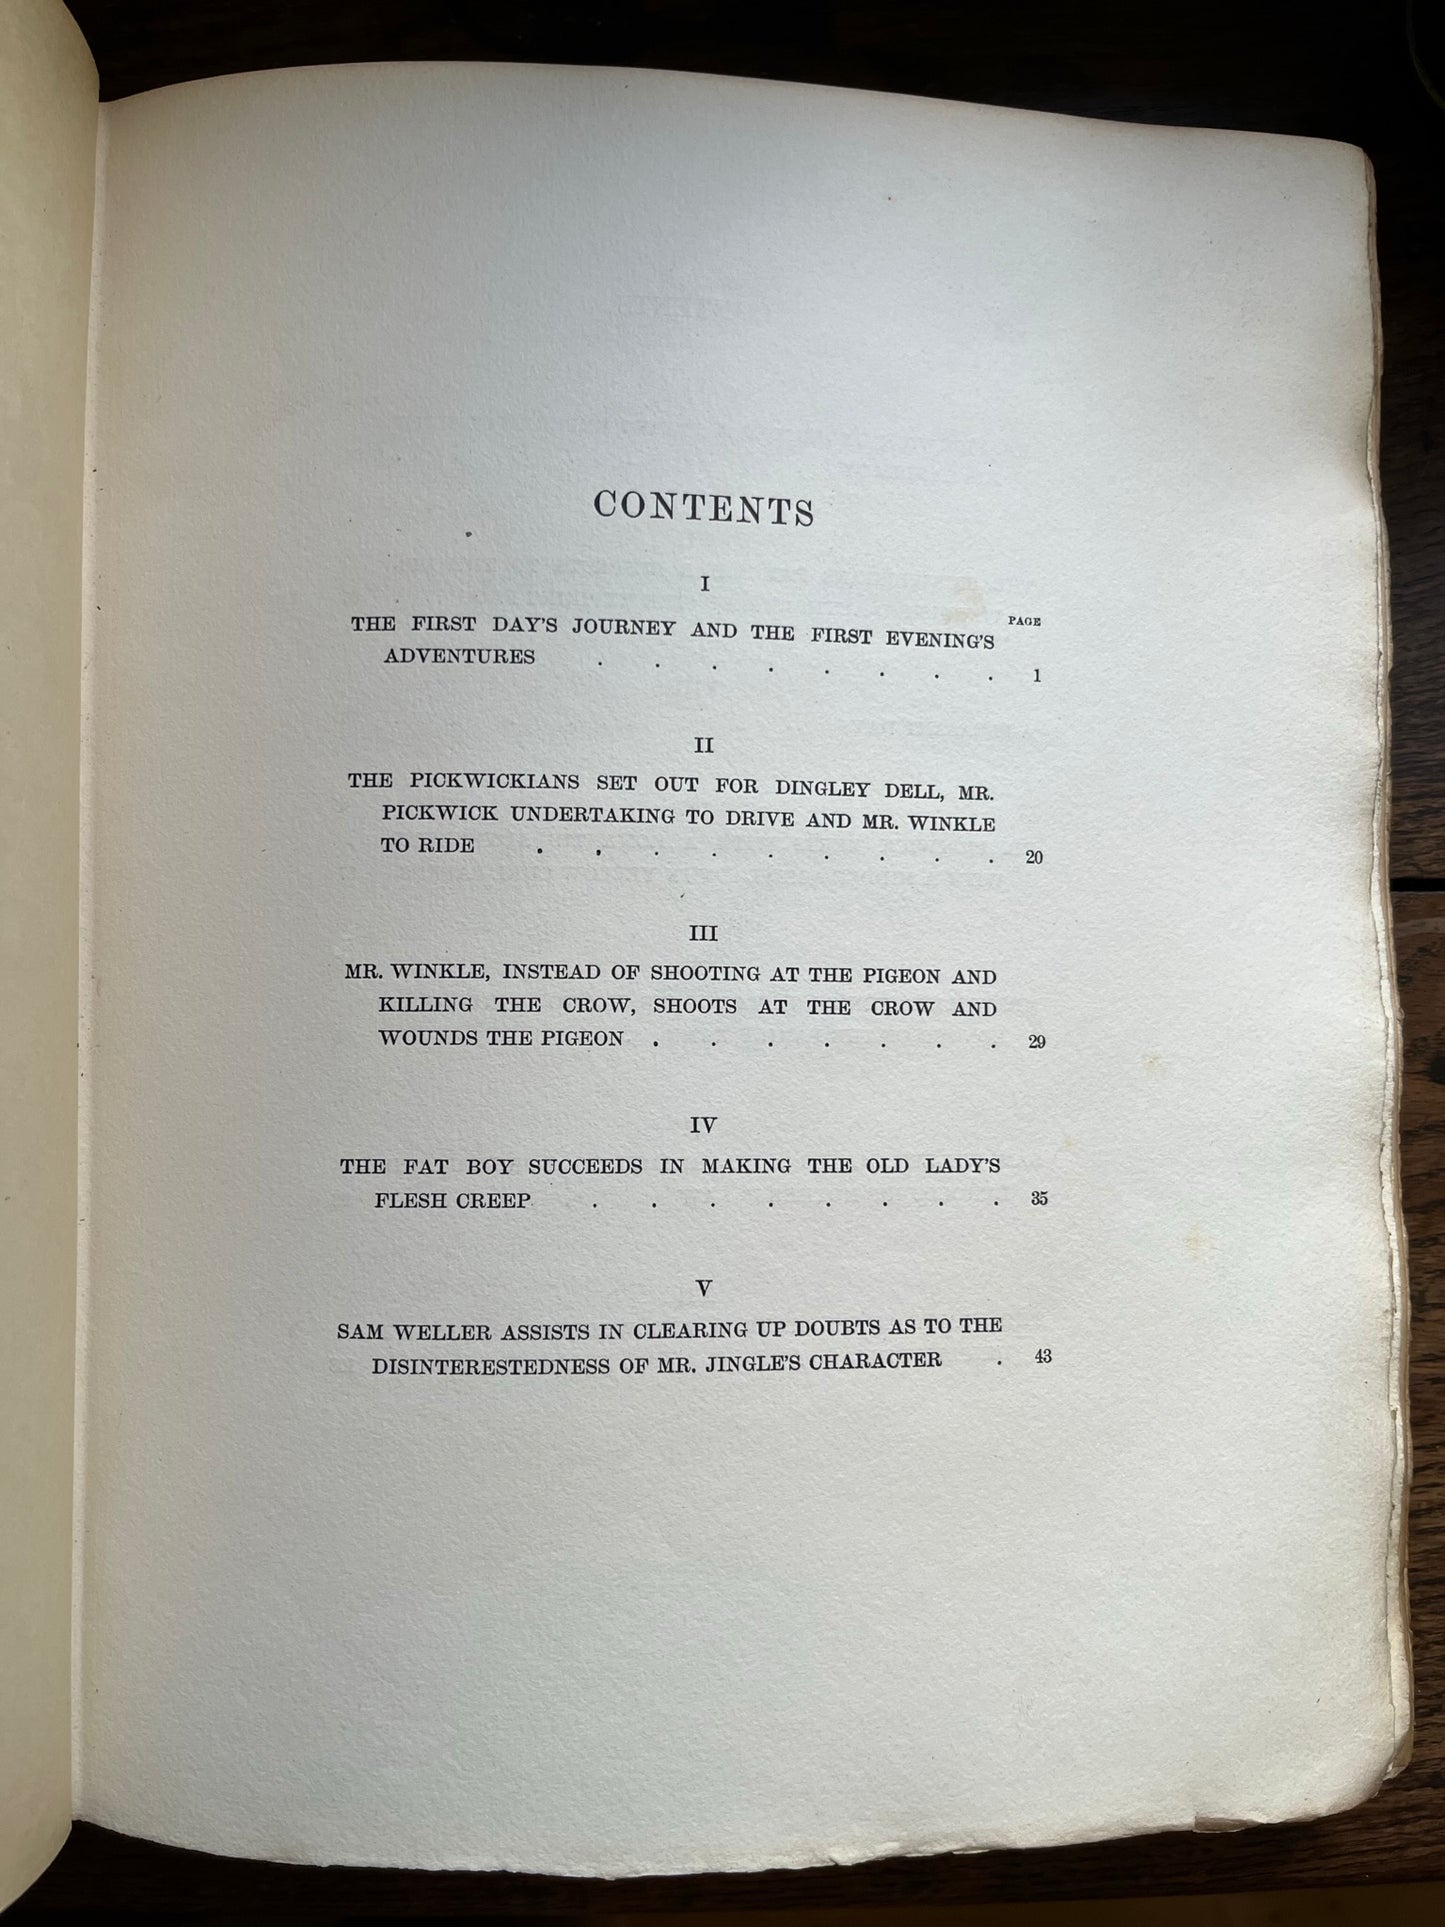 CONTENTS
I
PAGE
THE FIRST DAY'S JOURNEY AND THE FIRST EVENING'S
ADVENTURES . . . . . . . . 1
II
THE PICKWICKIANS SET OUT FOR DINGLEY DELL, MR.
PICKWICK UNDERTAKING TO DRIVE AND MR. WINKLE
TO RIDE . . . . . . . . . 20
III
MR. WINKLE, INSTEAD OF SHOOTING AT THE PIGEON AND
KILLING THE CROW, SHOOTS AT THE CROW AND
WOUNDS THE PIGEON . . . . . . . 29
IV
THE FAT BOY SUCCEEDS IN MAKING THE OLD LADY'S
FLESH CREEP . . . . . . . . 35
V
SAM WELLER ASSISTS IN CLEARING UP DOUBTS AS TO THE
DISINTERESTEDNESS OF MR. JINGLE'S CHARACTER . 43